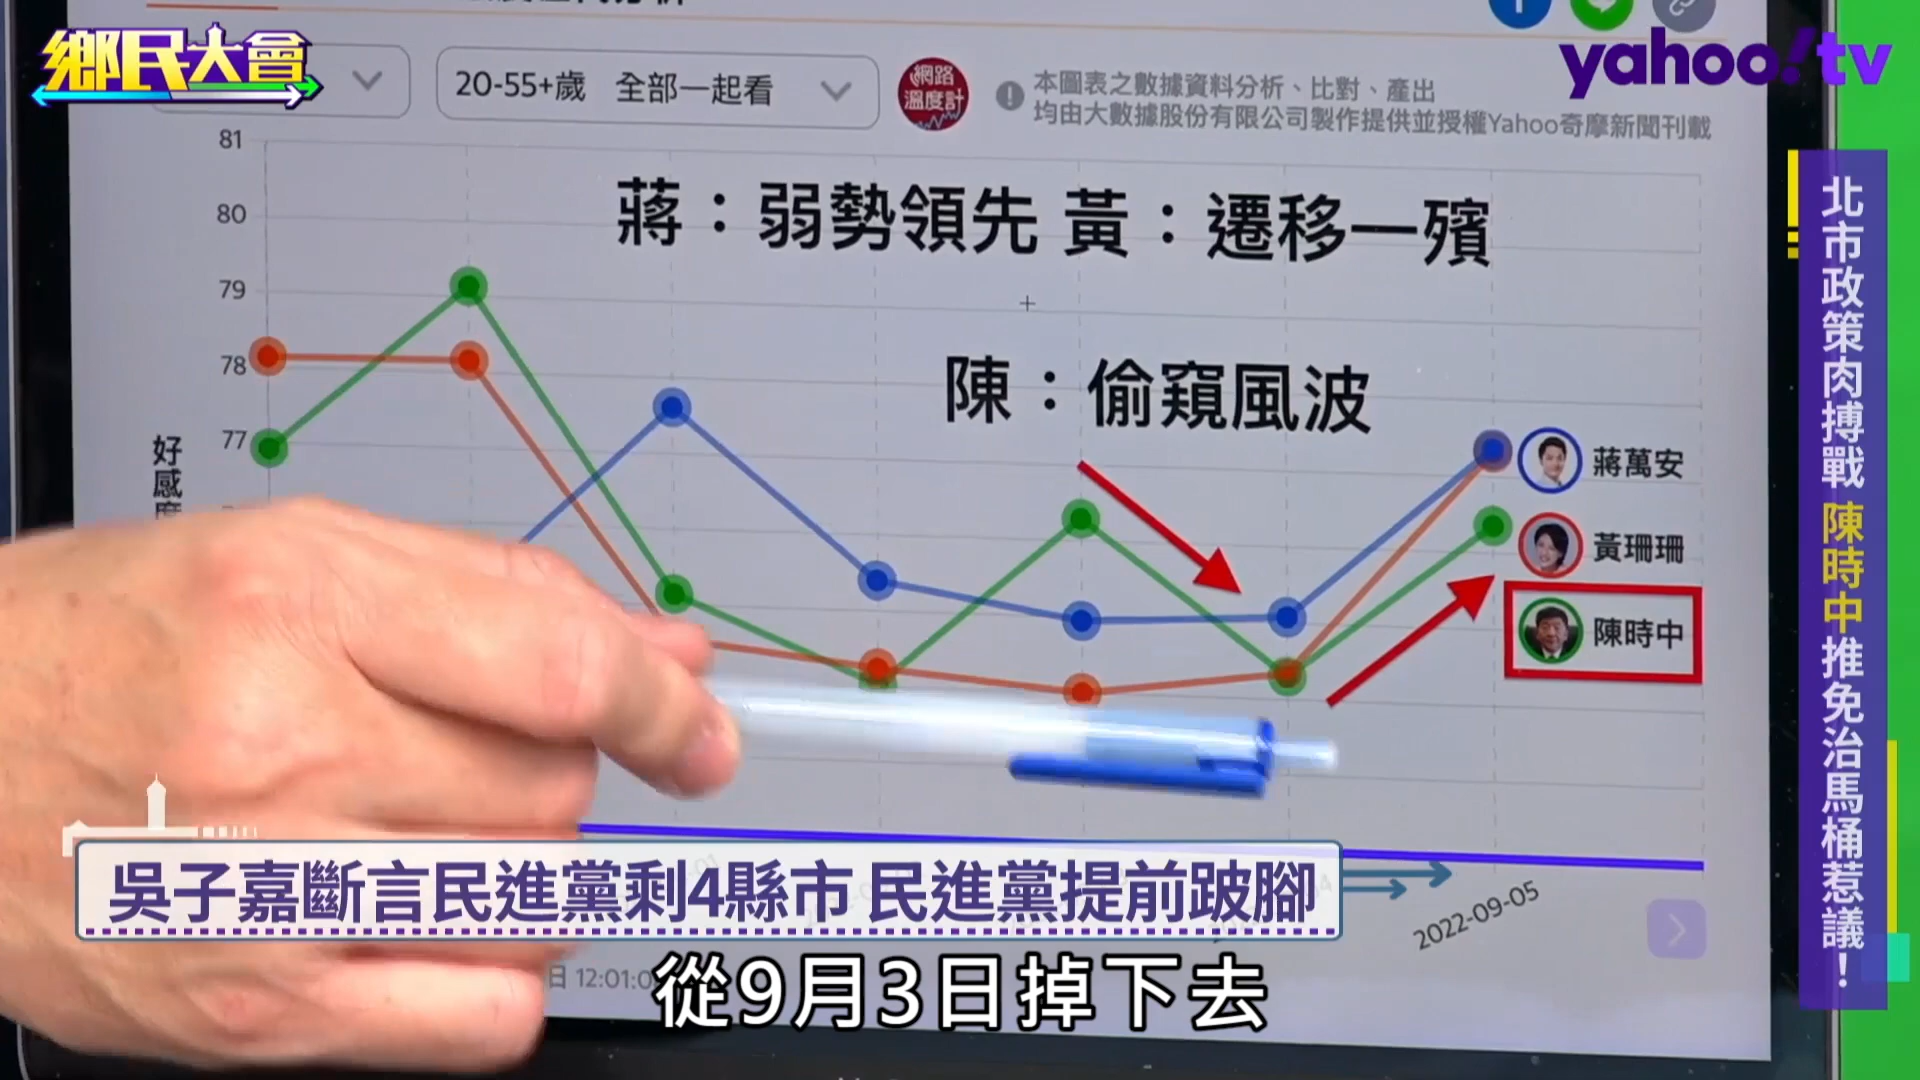 鄉民大會
yahoo!tv
20-55+歲 全部一起看
網路
溫度計
本圖表之數據資料分析、比對、產出
均由大數據股份有限公司製作提供並授權Yahoo奇摩新聞刊載
81
80
79
78
77
好感度
蔣：弱勢領先 黃：遷移一殯
陳：偷窺風波
蔣萬安
黃珊珊
陳時中
北市政策肉搏戰 陳時中推免治馬桶惹議！
吳子嘉斷言民進黨剩4縣市 民進黨提前跛腳
2022-09-05
日 12:01:0
從9月3日掉下去